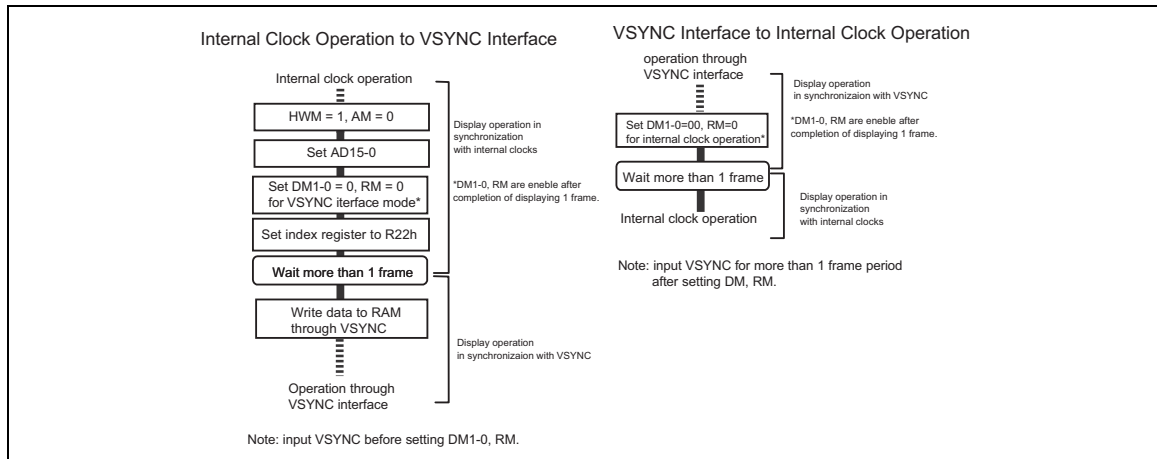 Internal Clock Operation to VSYNC Interface
Internal clock operation
HWM = 1, AM = 0
Set AD15-0
Set DM1-0 = 0, RM = 0
for VSYNC iterface mode*
Set index register to R22h
Wait more than 1 frame
Write data to RAM
through VSYNC
Operation through
VSYNC interface
Display operation in
synchronization
with internal clocks
*DM1-0, RM are eneble after
completion of displaying 1 frame.
Display operation
in synchronizaion with VSYNC
Note: input VSYNC before setting DM1-0, RM.
VSYNC Interface to Internal Clock Operation
operation through
VSYNC interface
Set DM1-0=00, RM=0
for internal clock operation*
Wait more than 1 frame
Internal clock operation
Display operation
in synchronizaion with VSYNC
*DM1-0, RM are eneble after
completion of displaying 1 frame.
Display operation in
synchronization
with internal clocks
Note: input VSYNC for more than 1 frame period
after setting DM, RM.